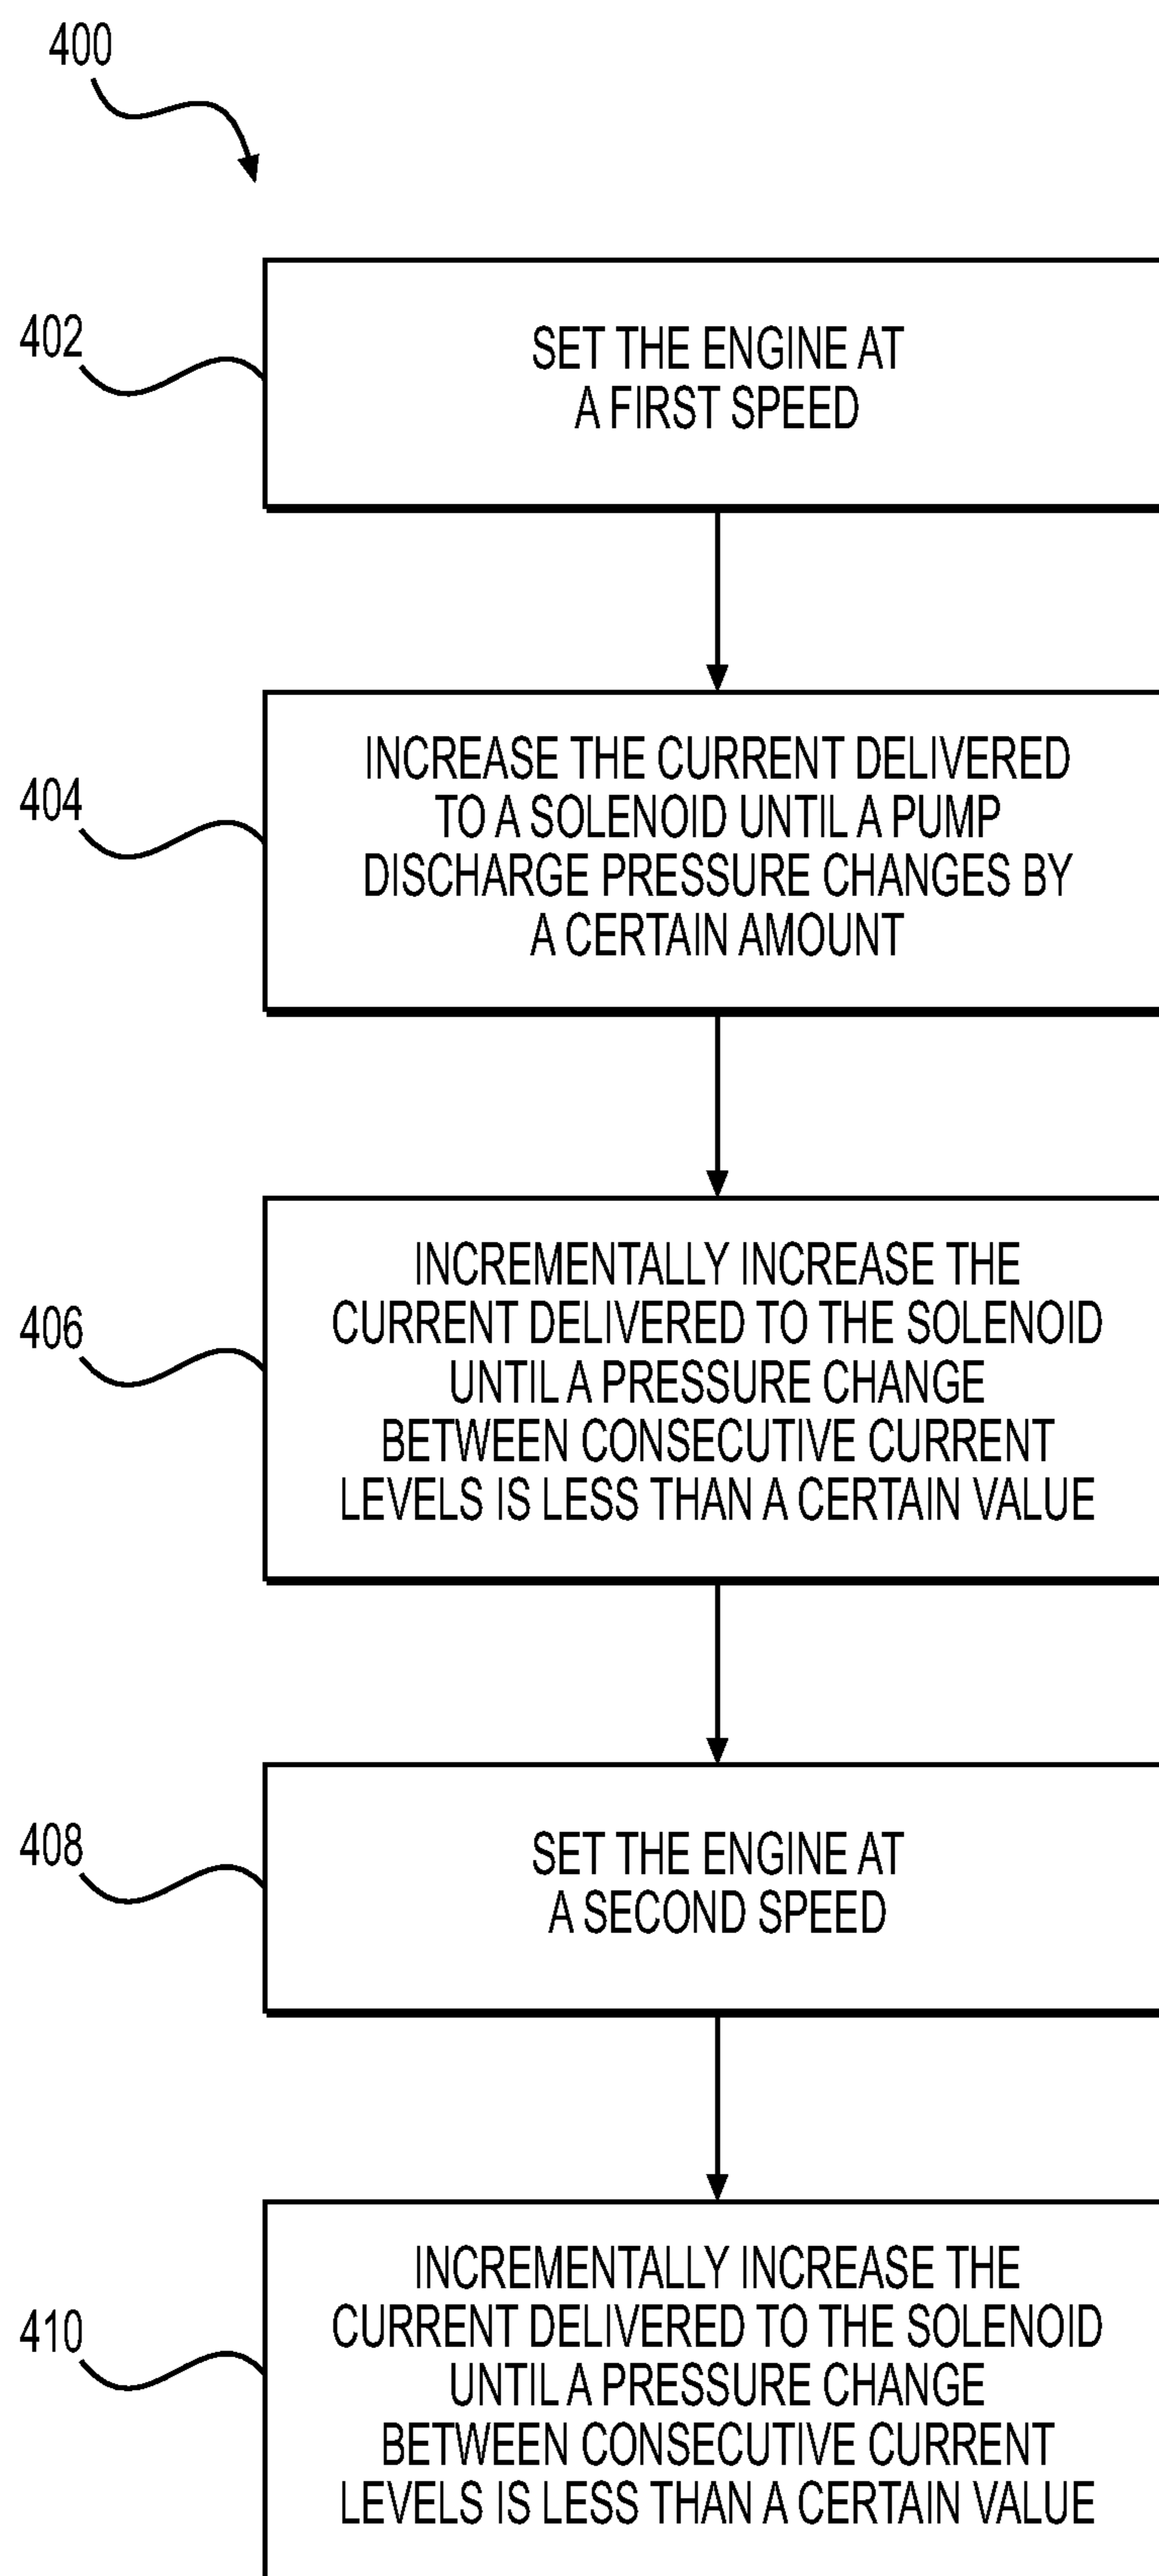 400
402
SET THE ENGINE AT
A FIRST SPEED
404
INCREASE THE CURRENT DELIVERED
TO A SOLENOID UNTIL A PUMP
DISCHARGE PRESSURE CHANGES BY
A CERTAIN AMOUNT
406
INCREMENTALLY INCREASE THE
CURRENT DELIVERED TO THE SOLENOID
UNTIL A PRESSURE CHANGE
BETWEEN CONSECUTIVE CURRENT
LEVELS IS LESS THAN A CERTAIN VALUE
408
SET THE ENGINE AT
A SECOND SPEED
410
INCREMENTALLY INCREASE THE
CURRENT DELIVERED TO THE SOLENOID
UNTIL A PRESSURE CHANGE
BETWEEN CONSECUTIVE CURRENT
LEVELS IS LESS THAN A CERTAIN VALUE